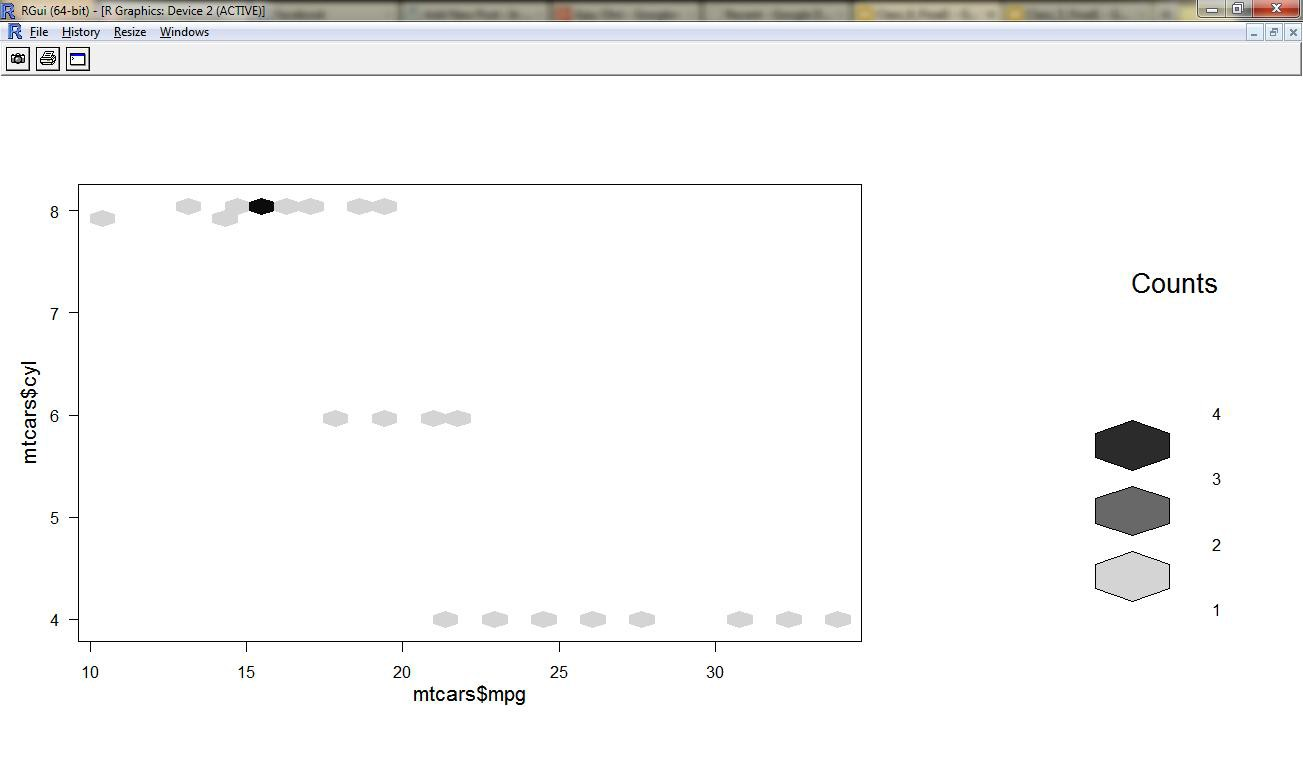 RGui (64-bit) - [R Graphics: Device 2 (ACTIVE)]
R File History Resize Windows
Counts
8
7
6
5
4
mtcars$cyl
10 15 20 25 30
mtcars$mpg
4
3
2
1